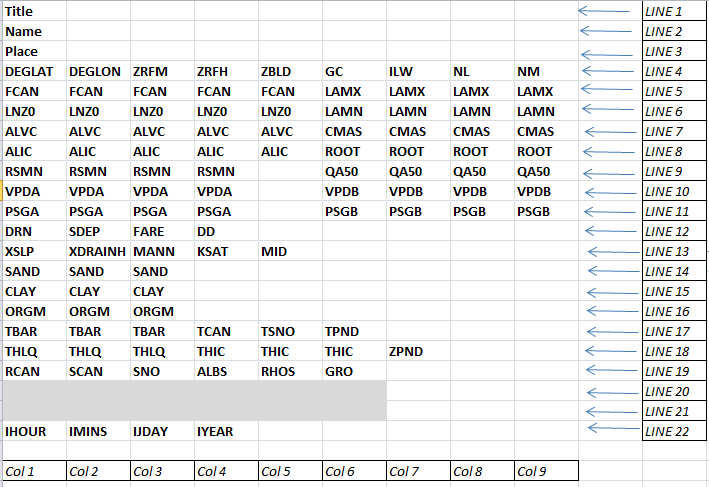 Title LINE 1
Name LINE 2
Place LINE 3
DEGLAT DEGLON ZRFM ZRFH ZBLD GC ILW NL NM LINE 4
FCAN FCAN FCAN FCAN FCAN LAMX LAMX LAMX LAMX LINE 5
LNZ0 LNZ0 LNZ0 LNZ0 LNZ0 LAMN LAMN LAMN LAMN LINE 6
ALVC ALVC ALVC ALVC ALVC CMAS CMAS CMAS CMAS LINE 7
ALIC ALIC ALIC ALIC ALIC ROOT ROOT ROOT ROOT LINE 8
RSMN RSMN RSMN RSMN QA50 QA50 QA50 QA50 LINE 9
VPDA VPDA VPDA VPDA VPDB VPDB VPDB VPDB LINE 10
PSGA PSGA PSGA PSGA PSGB PSGB PSGB PSGB LINE 11
DRN SDEP FARE DD LINE 12
XSLP XDRAINH MANN KSAT MID LINE 13
SAND SAND SAND LINE 14
CLAY CLAY CLAY LINE 15
ORGM ORGM ORGM LINE 16
TBAR TBAR TBAR TCAN TSNO TPND LINE 17
THLQ THLQ THLQ THIC THIC THIC ZPND LINE 18
RCAN SCAN SNO ALBS RHOS GRO LINE 19
LINE 20
LINE 21
IHOUR IMINS IJDAY IYEAR LINE 22
Col 1 Col 2 Col 3 Col 4 Col 5 Col 6 Col 7 Col 8 Col 9